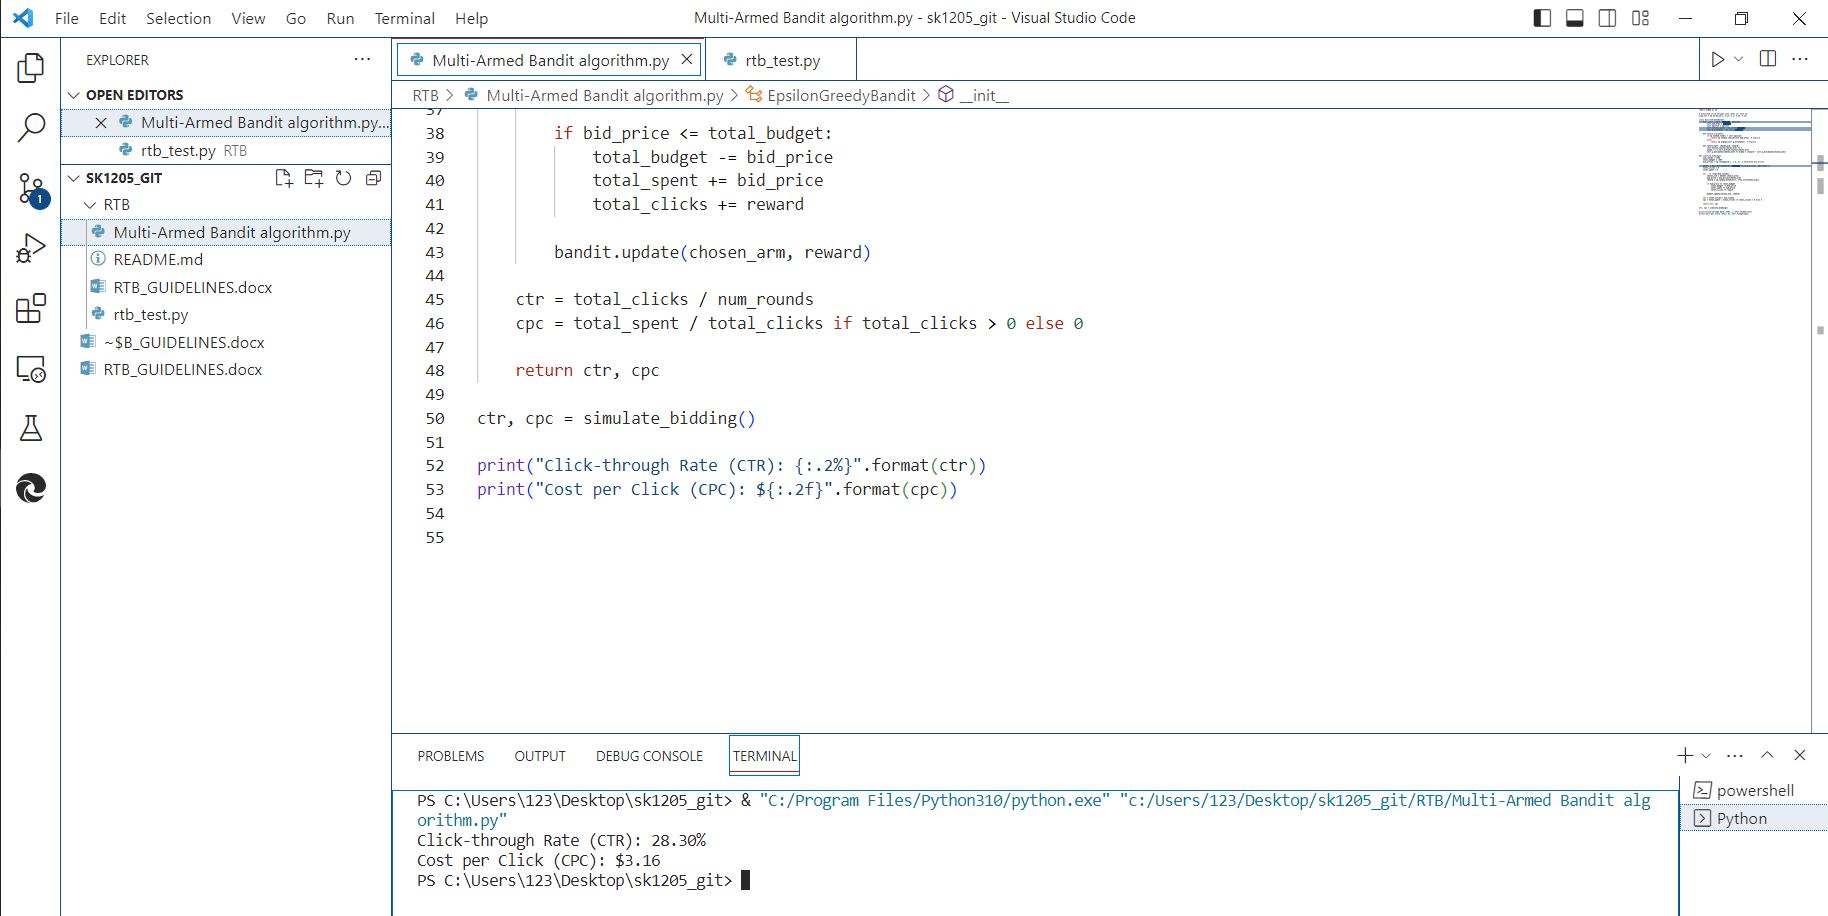 File Edit Selection View Go Run Terminal Help
Multi-Armed Bandit algorithm.py - sk1205_git - Visual Studio Code
EXPLORER
OPEN EDITORS
Multi-Armed Bandit algorithm.py...
rtb_test.py RTB
SK1205_GIT
RTB
Multi-Armed Bandit algorithm.py
README.md
RTB_GUIDELINES.docx
rtb_test.py
~$B_GUIDELINES.docx
RTB_GUIDELINES.docx
1
Multi-Armed Bandit algorithm.py
rtb_test.py
RTB > Multi-Armed Bandit algorithm.py > EpsilonGreedyBandit > __init__
37
38 if bid_price <= total_budget:
39 total_budget -= bid_price
40 total_spent += bid_price
41 total_clicks += reward
42
43 bandit.update(chosen_arm, reward)
44
45 ctr = total_clicks / num_rounds
46 cpc = total_spent / total_clicks if total_clicks > 0 else 0
47
48 return ctr, cpc
49
50 ctr, cpc = simulate_bidding()
51
52 print("Click-through Rate (CTR): {:.2%}".format(ctr))
53 print("Cost per Click (CPC): ${:.2f}".format(cpc))
54
55
PROBLEMS OUTPUT DEBUG CONSOLE TERMINAL
PS C:\Users\123\Desktop\sk1205_git> & "C:/Program Files/Python310/python.exe" "c:/Users/123/Desktop/sk1205_git/RTB/Multi-Armed Bandit alg
orithm.py"
Click-through Rate (CTR): 28.30%
Cost per Click (CPC): $3.16
PS C:\Users\123\Desktop\sk1205_git>
powershell
Python